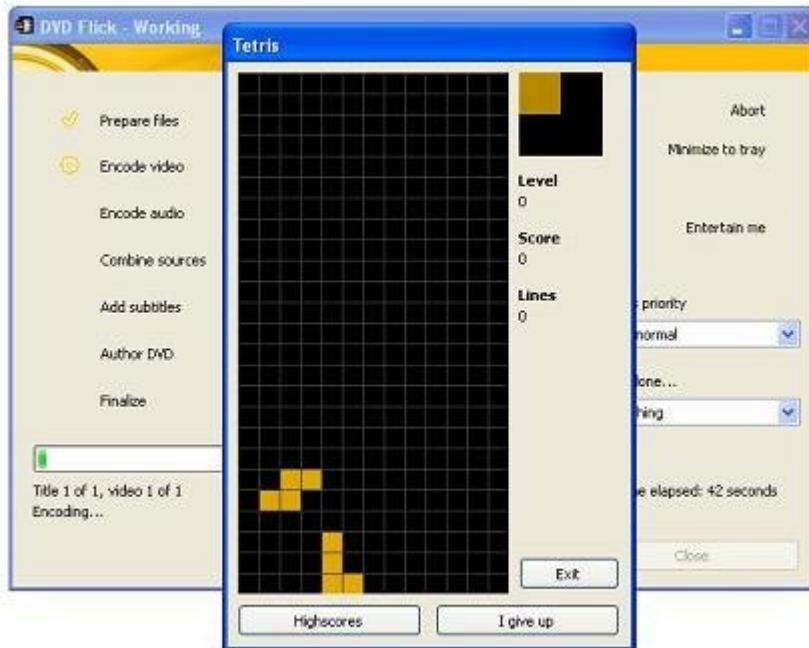 DVD Flick - Working
Tetris
Prepare files
Encode video
Encode audio
Combine sources
Add subtitles
Author DVD
Finalize
Title 1 of 1, video 1 of 1
Encoding...
Level
0
Score
0
Lines
0
Exit
Highscores
I give up
Abort
Minimize to tray
Entertain me
priority
normal
elapsed: 42 seconds
Close